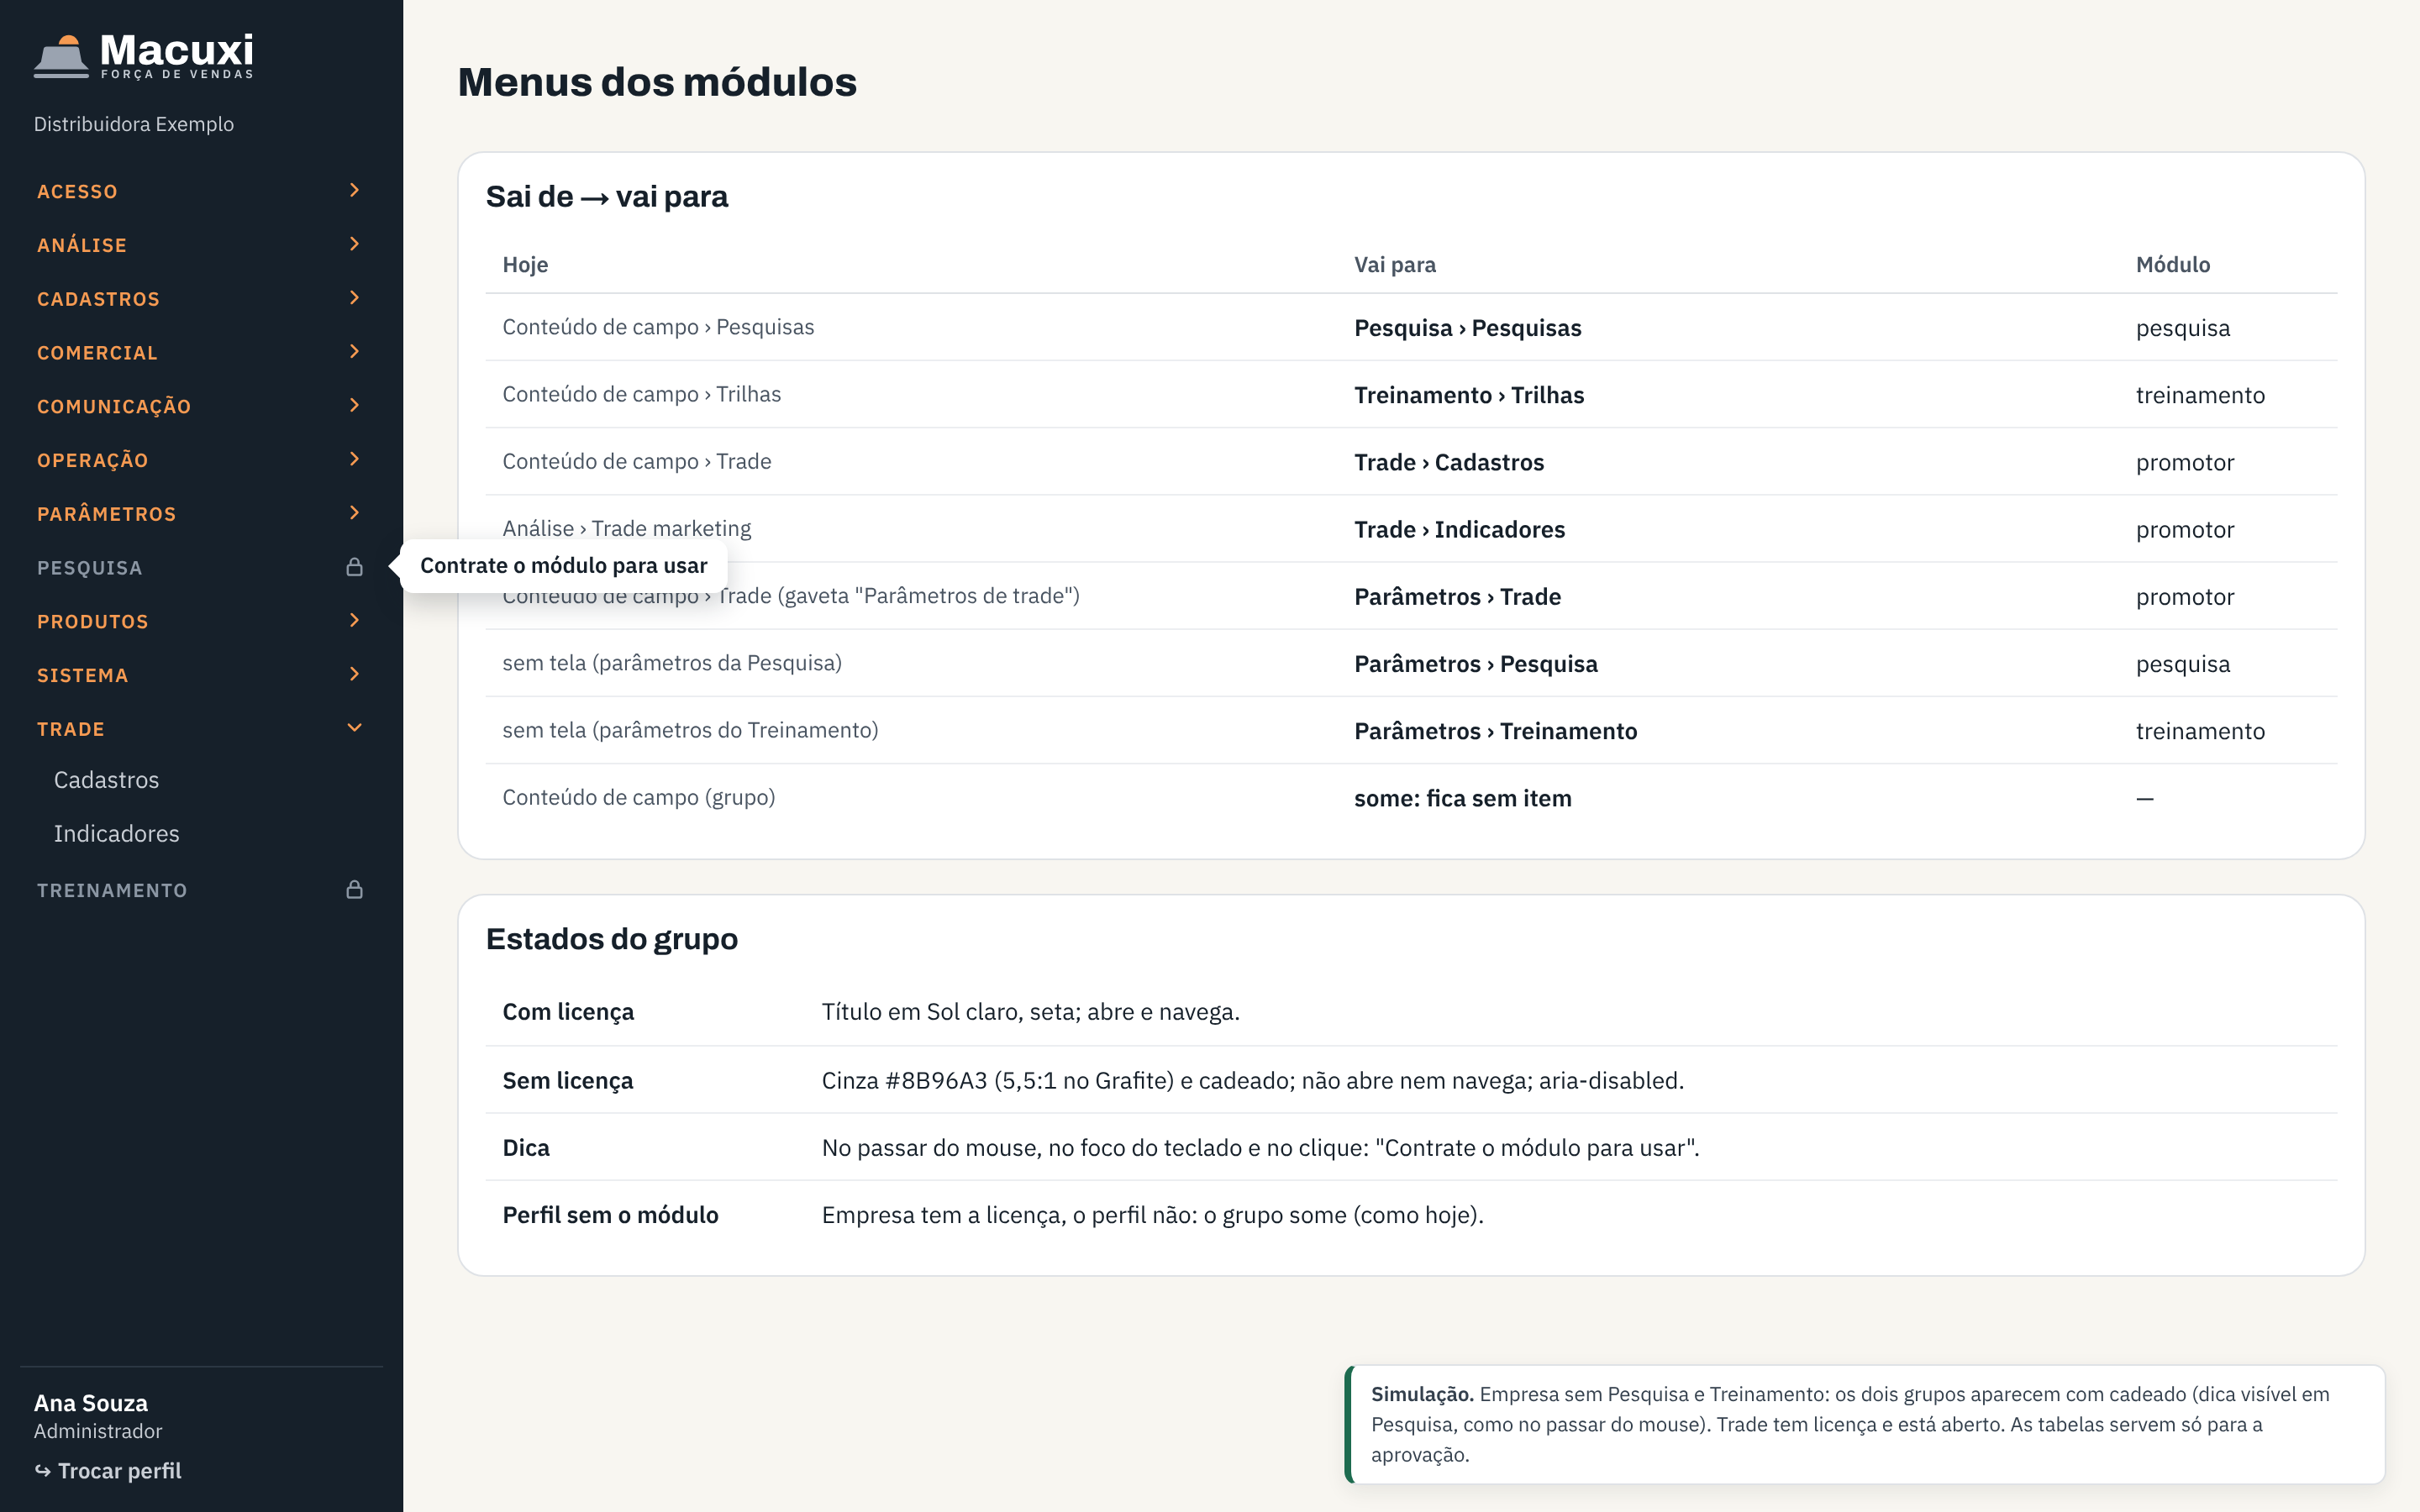 Macuxi
FORÇA DE VENDAS
Distribuidora Exemplo
ACESSO
ANÁLISE
CADASTROS
COMERCIAL
COMUNICAÇÃO
OPERAÇÃO
PARÂMETROS
PESQUISA
PRODUTOS
SISTEMA
TRADE
Cadastros
Indicadores
TREINAMENTO
Ana Souza
Administrador
↪ Trocar perfil
Menus dos módulos
Sai de → vai para
Hoje Vai para Módulo
Conteúdo de campo › Pesquisas Pesquisa › Pesquisas pesquisa
Conteúdo de campo › Trilhas Treinamento › Trilhas treinamento
Conteúdo de campo › Trade Trade › Cadastros promotor
Análise › Trade marketing Trade › Indicadores promotor
Contrate o módulo para usar
Conteúdo de campo › Trade (gaveta "Parâmetros de trade") Parâmetros › Trade promotor
sem tela (parâmetros da Pesquisa) Parâmetros › Pesquisa pesquisa
sem tela (parâmetros do Treinamento) Parâmetros › Treinamento treinamento
Conteúdo de campo (grupo) some: fica sem item —
Estados do grupo
Com licença Título em Sol claro, seta; abre e navega.
Sem licença Cinza #8B96A3 (5,5:1 no Grafite) e cadeado; não abre nem navega; aria-disabled.
Dica No passar do mouse, no foco do teclado e no clique: "Contrate o módulo para usar".
Perfil sem o módulo Empresa tem a licença, o perfil não: o grupo some (como hoje).
Simulação. Empresa sem Pesquisa e Treinamento: os dois grupos aparecem com cadeado (dica visível em
Pesquisa, como no passar do mouse). Trade tem licença e está aberto. As tabelas servem só para a
aprovação.